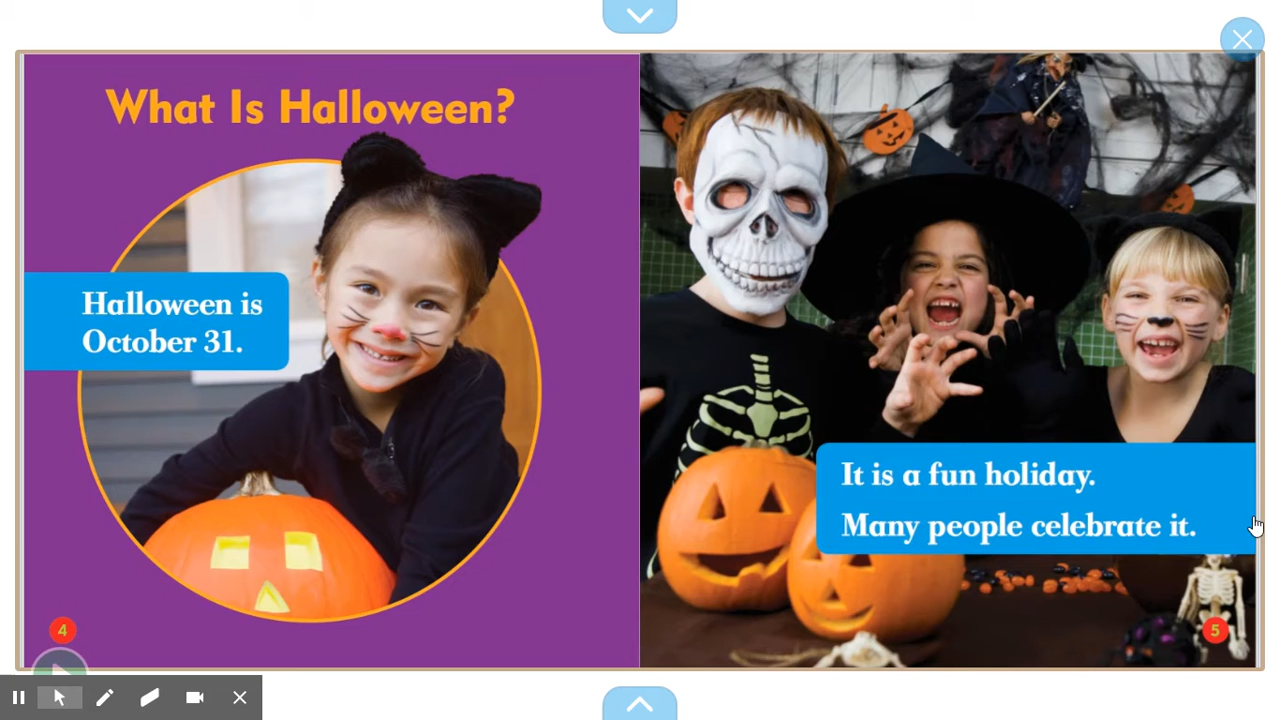 What Is Halloween?
Halloween is
October 31.
It is a fun holiday.
Many people celebrate it.
4
5